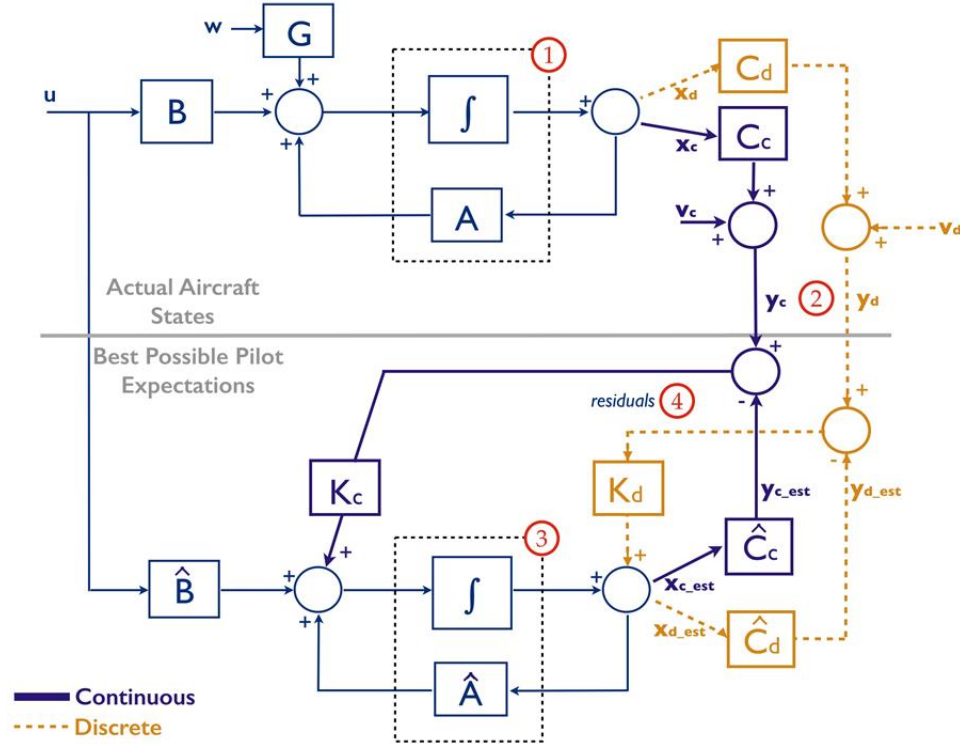 w
G
1
+
u
B
+
+
∫
+
x_d
C_d
x_c
C_c
A
+
+
v_c
+
+
+
v_d
Actual Aircraft
States
y_c
2
y_d
Best Possible Pilot
Expectations
+
residuals
4
-
+
-
K_c
K_d
y_c_est
y_d_est
3
+
+
Ĉ_c
B̂
+
∫
+
x_c_est
+
x_d_est
Ĉ_d
Â
Continuous
Discrete